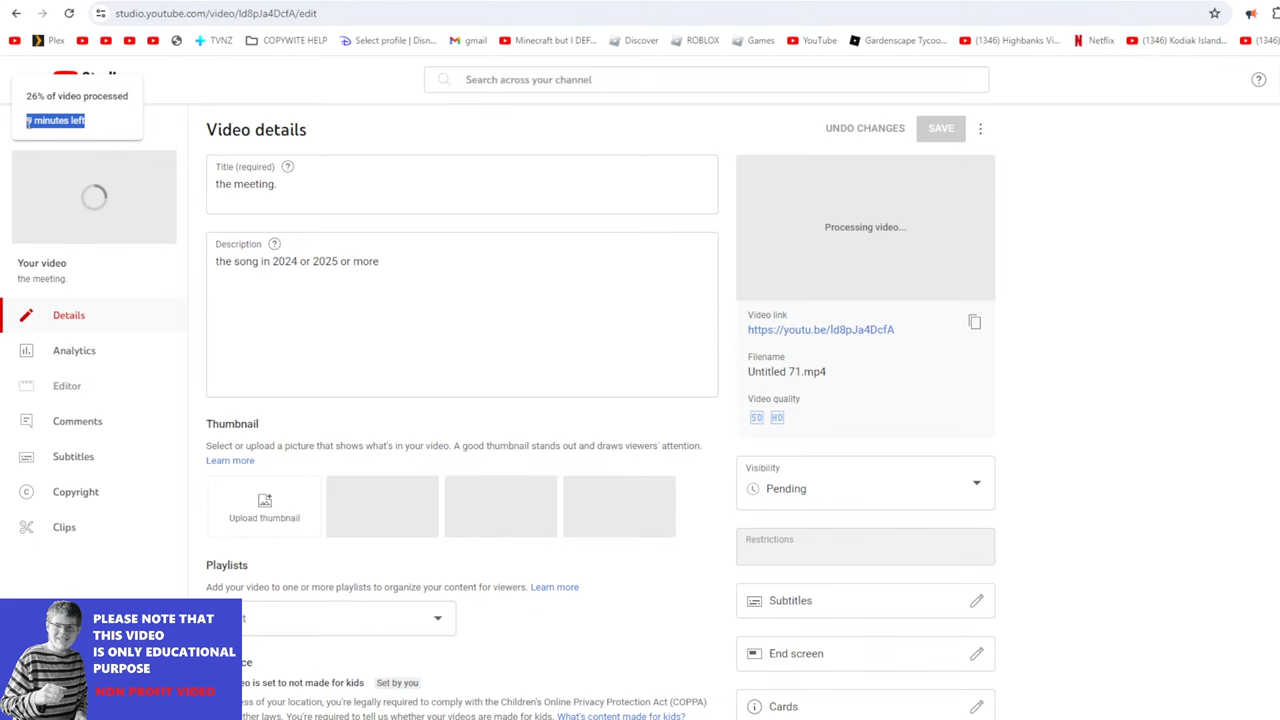 studio.youtube.com/video/ld8pJa4DcfA/edit
Plex
TVNZ
COPYWITE HELP
Select profile | Disn...
gmail
Minecraft but I DEF...
Discover
ROBLOX
Games
YouTube
Gardenscape Tycoo...
(1346) Highbanks Vi...
Netflix
(1346) Kodiak Island...
(1346)
Search across your channel
26% of video processed
minutes left
Video details
UNDO CHANGES
SAVE
Title (required)
the meeting.
Processing video...
Description
the song in 2024 or 2025 or more
Your video
the meeting.
Details
Analytics
Editor
Comments
Subtitles
Copyright
Clips
Video link
https://youtu.be/ld8pJa4DcfA
Filename
Untitled 71.mp4
Video quality
SD HD
Thumbnail
Select or upload a picture that shows what's in your video. A good thumbnail stands out and draws viewers' attention.
Learn more
Upload thumbnail
Visibility
Pending
Restrictions
Playlists
Add your video to one or more playlists to organize your content for viewers. Learn more
Subtitles
End screen
Cards
is set to not made for kids Set by you
of your location, you're legally required to comply with the Children's Online Privacy Protection Act (COPPA)
laws. You're required to tell us whether your videos are made for kids. What's content made for kids?
PLEASE NOTE THAT
THIS VIDEO
IS ONLY EDUCATIONAL
PURPOSE
NON PROFIT VIDEO